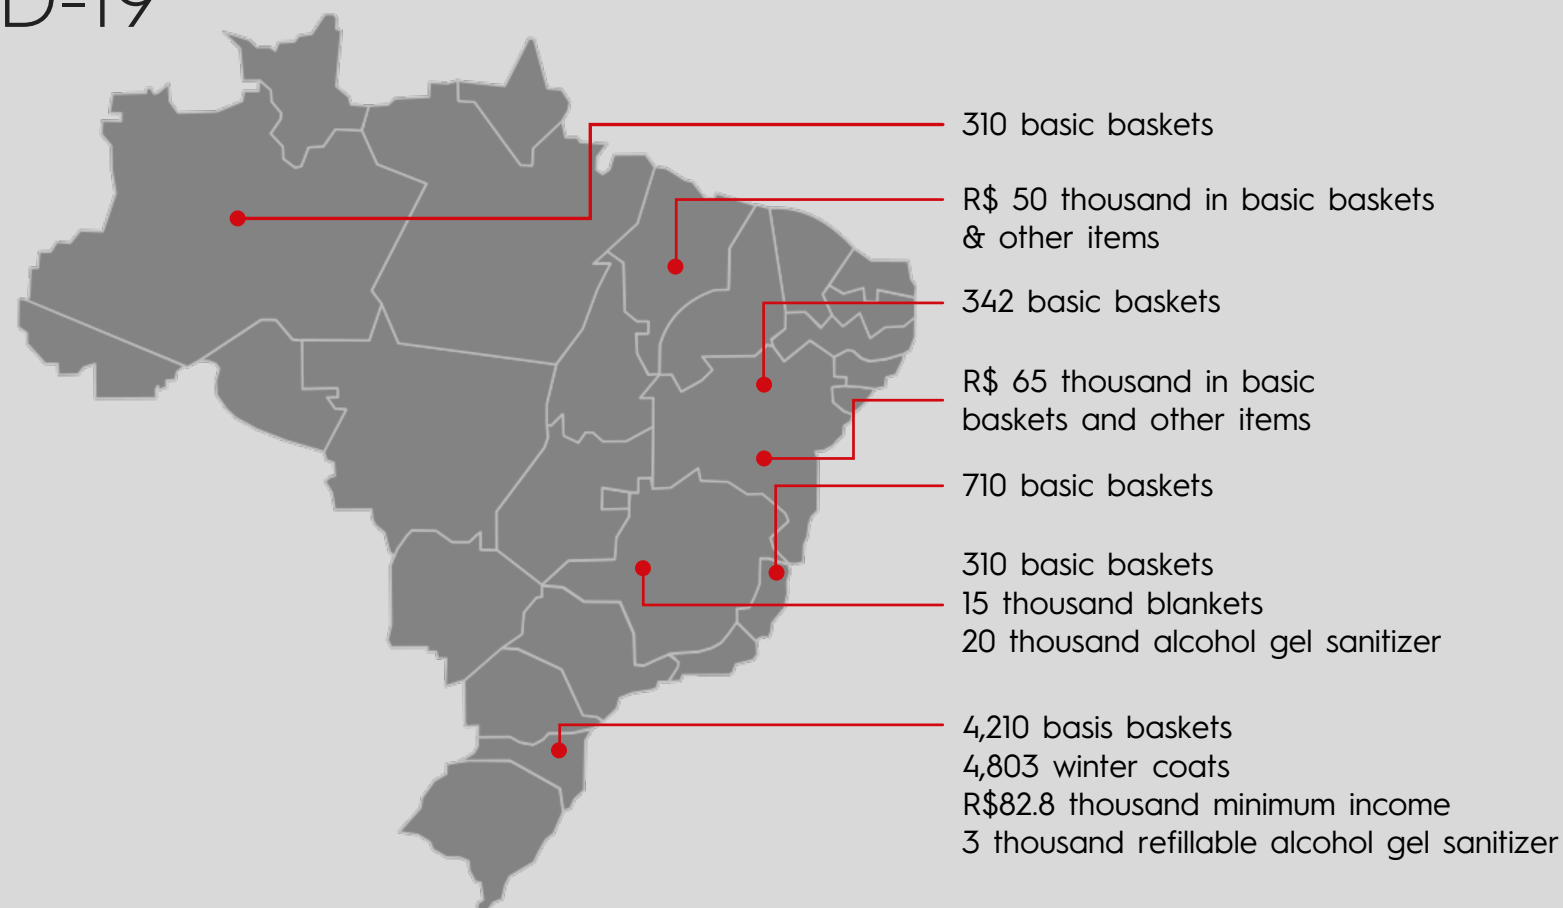 D-19
310 basic baskets
R$ 50 thousand in basic baskets
& other items
342 basic baskets
R$ 65 thousand in basic
baskets and other items
710 basic baskets
310 basic baskets
15 thousand blankets
20 thousand alcohol gel sanitizer
4,210 basis baskets
4,803 winter coats
R$82.8 thousand minimum income
3 thousand refillable alcohol gel sanitizer